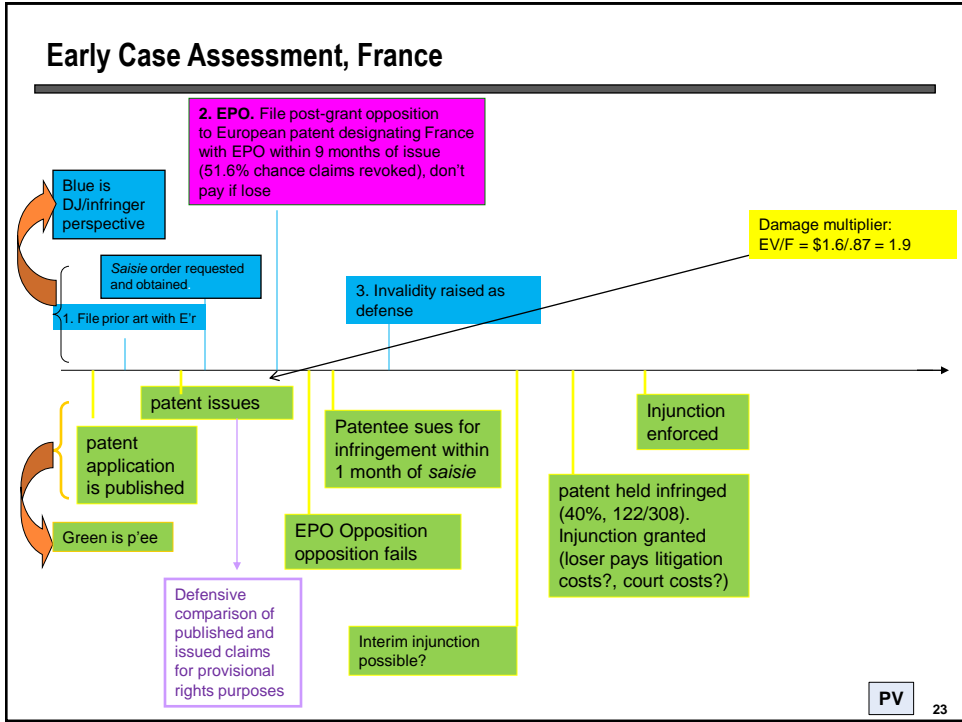 Early Case Assessment, France
2. EPO. File post-grant opposition
to European patent designating France
with EPO within 9 months of issue
(51.6% chance claims revoked), don't
pay if lose
Blue is
DJ/infringer
perspective
Damage multiplier:
EV/F = $1.6/.87 = 1.9
Saisie order requested
and obtained.
3. Invalidity raised as
defense
1. File prior art with E'r
patent issues
patent
application
is published
Patentee sues for
infringement within
1 month of saisie
Injunction
enforced
patent held infringed
(40%, 122/308).
Injunction granted
(loser pays litigation
costs?, court costs?)
Green is p'ee
EPO Opposition
opposition fails
Defensive
comparison of
published and
issued claims
for provisional
rights purposes
Interim injunction
possible?
PV
23